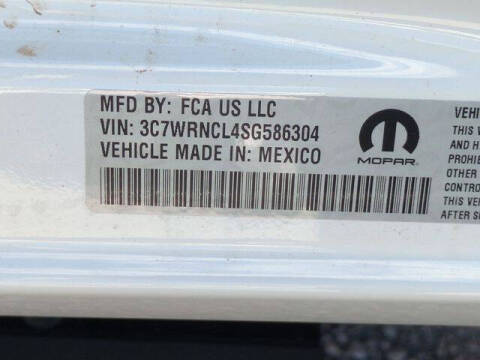 MFD BY: FCA US LLC
VIN: 3C7WRNCL4SG586304
VEHICLE MADE IN: MEXICO
MOPAR
VEHI
THIS V
AND H
PROHIB
OTHER
CONTRO
THIS VE
AFTER S